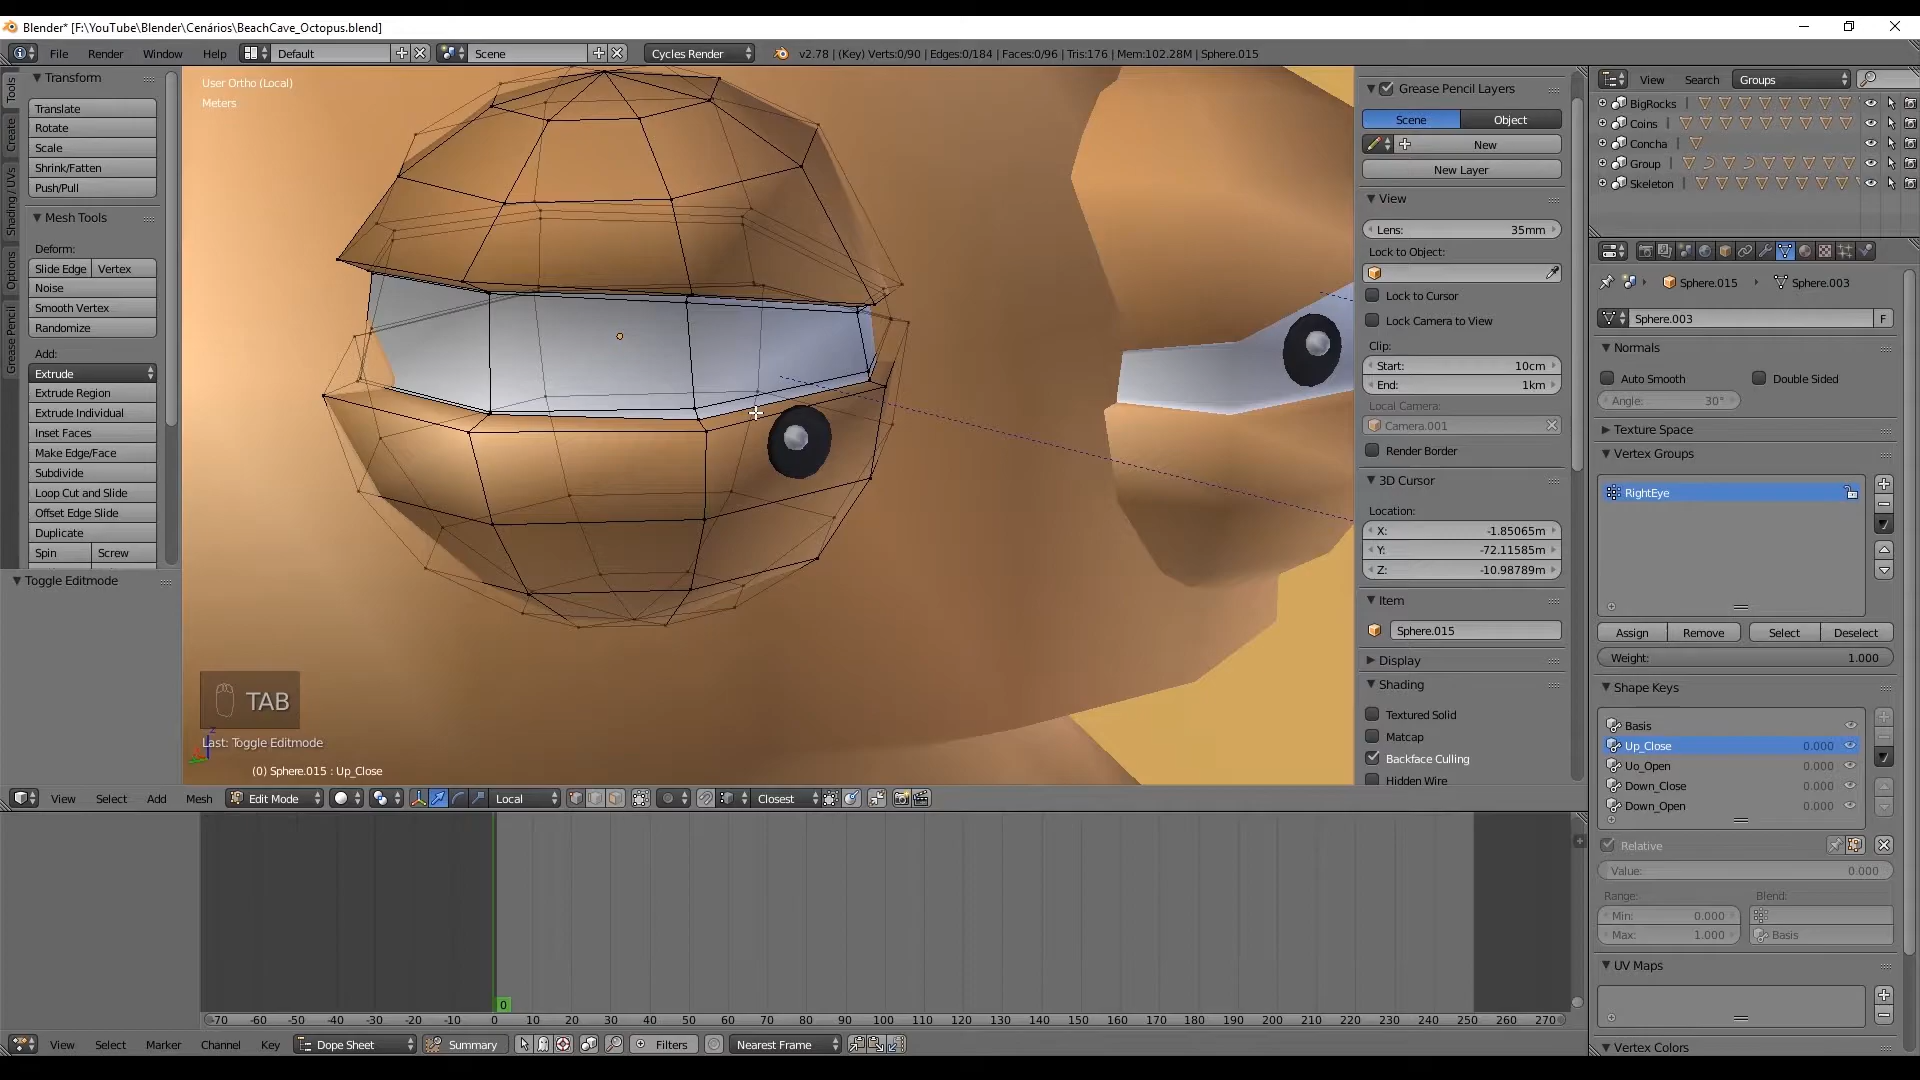 Blender* [F:\YouTube\Blender\Cenários\BeachCave_Octopus.blend]
File Render Window Help Default Scene Cycles Render v2.78 | (Key) Verts:0/90 | Edges:0/184 | Faces:0/96 | Tris:176 | Mem:102.28M | Sphere.015
Tools
Create
Shading / UVs
Options
Grease Pencil
Transform
Translate
Rotate
Scale
Shrink/Fatten
Push/Pull
Mesh Tools
Deform:
Slide Edge Vertex
Noise
Smooth Vertex
Randomize
Add:
Extrude
Extrude Region
Extrude Individual
Inset Faces
Make Edge/Face
Subdivide
Loop Cut and Slide
Offset Edge Slide
Duplicate
Spin Screw
Toggle Editmode
User Ortho (Local)
Meters
TAB
Last: Toggle Editmode
(0) Sphere.015 : Up_Close
View Select Add Mesh Edit Mode Local Closest
Grease Pencil Layers
Scene Object
New
New Layer
View
Lens: 35mm
Lock to Object:
Lock to Cursor
Lock Camera to View
Clip:
Start: 10cm
End: 1km
Local Camera:
Camera.001
Render Border
3D Cursor
Location:
X: -1.85065m
Y: -72.11585m
Z: -10.98789m
Item
Sphere.015
Display
Shading
Textured Solid
Matcap
Backface Culling
Hidden Wire
View Search Groups
BigRocks
Coins
Concha
Group
Skeleton
Sphere.015 Sphere.003
Sphere.003 F
Normals
Auto Smooth Double Sided
Angle: 30°
Texture Space
Vertex Groups
RightEye
Assign Remove Select Deselect
Weight: 1.000
Shape Keys
Basis
Up_Close 0.000
Uo_Open 0.000
Down_Close 0.000
Down_Open 0.000
Relative
Value: 0.000
Range: Blend:
Min: 0.000
Max: 1.000 Basis
UV Maps
Vertex Colors
0
-70 -60 -50 -40 -30 -20 -10 0 10 20 30 40 50 60 70 80 90 100 110 120 130 140 150 160 170 180 190 200 210 220 230 240 250 260 270
View Select Marker Channel Key Dope Sheet Summary Filters Nearest Frame